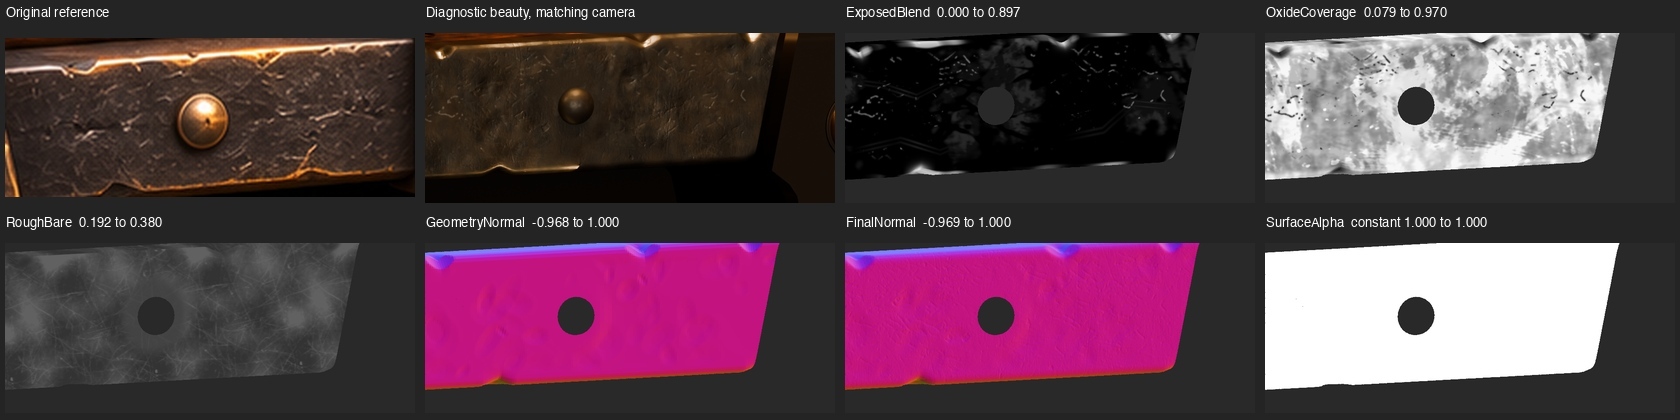 Original reference
Diagnostic beauty, matching camera
ExposedBlend 0.000 to 0.897
OxideCoverage 0.079 to 0.970
RoughBare 0.192 to 0.380
GeometryNormal -0.968 to 1.000
FinalNormal -0.969 to 1.000
SurfaceAlpha constant 1.000 to 1.000